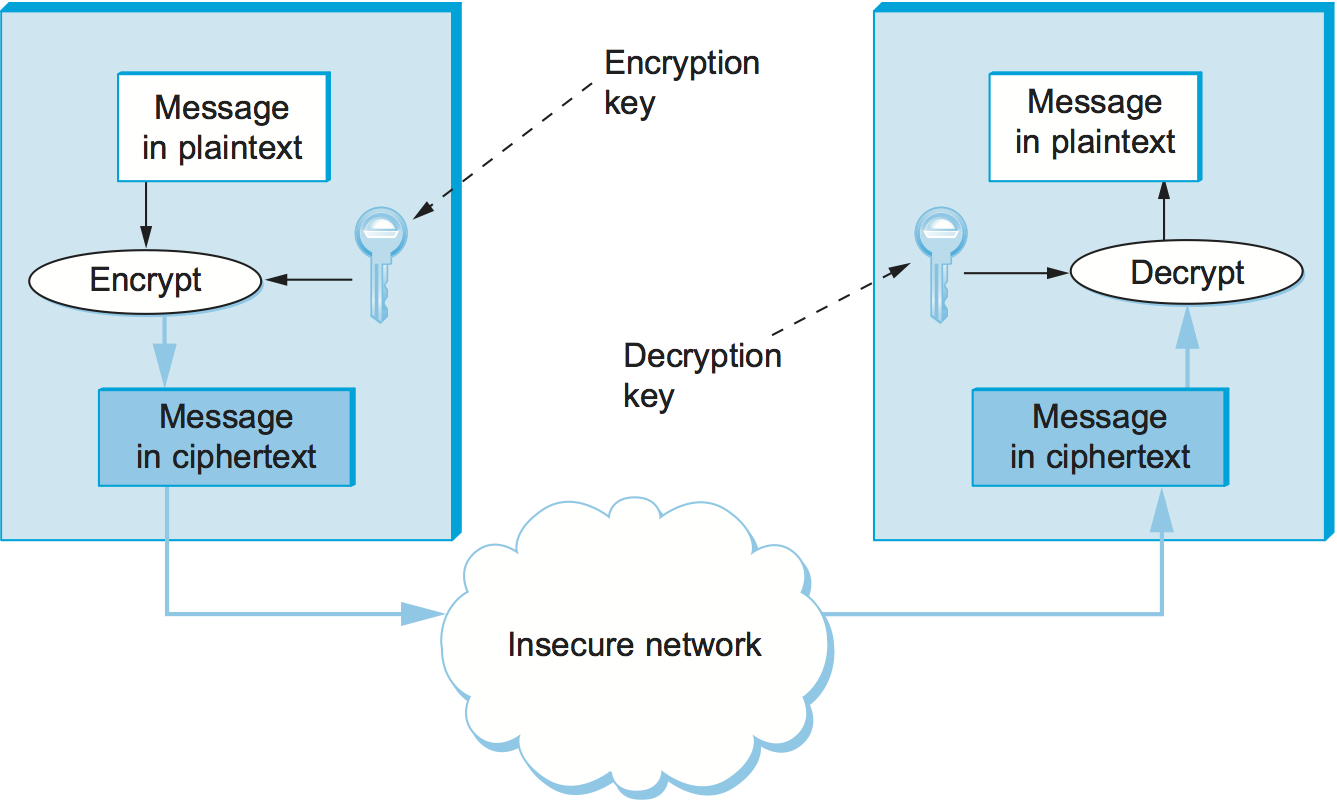 Encryption
key
Message
in plaintext
Encrypt
Message
in ciphertext
Message
in plaintext
Decrypt
Decryption
key
Message
in ciphertext
Insecure network